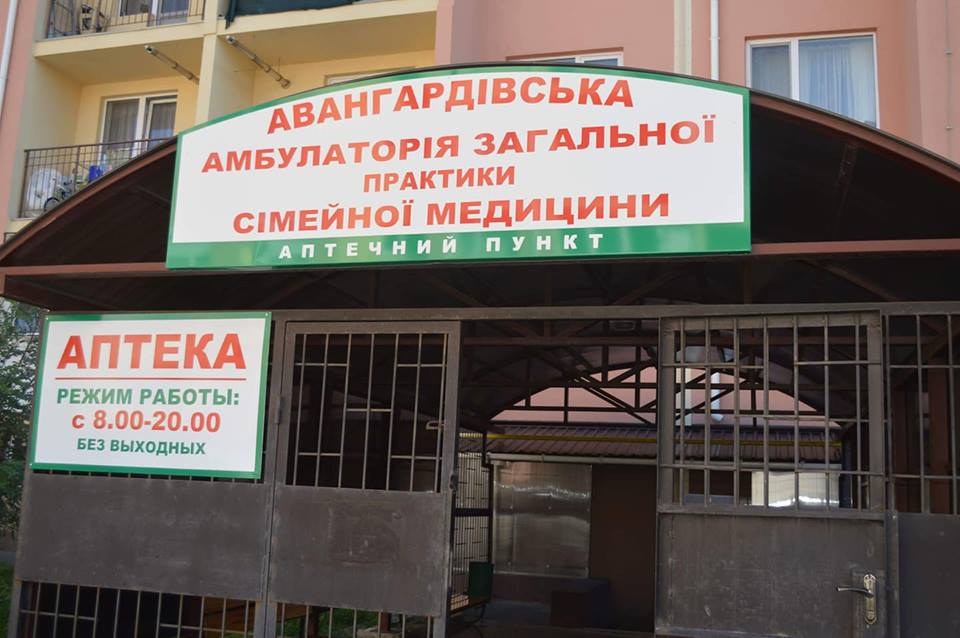 АВАНГАРДІВСЬКА
АМБУЛАТОРІЯ ЗАГАЛЬНОЇ
ПРАКТИКИ
СІМЕЙНОЇ МЕДИЦИНИ
АПТЕЧНИЙ ПУНКТ
АПТЕКА
РЕЖИМ РАБОТЫ:
с 8.00-20.00
БЕЗ ВЫХОДНЫХ